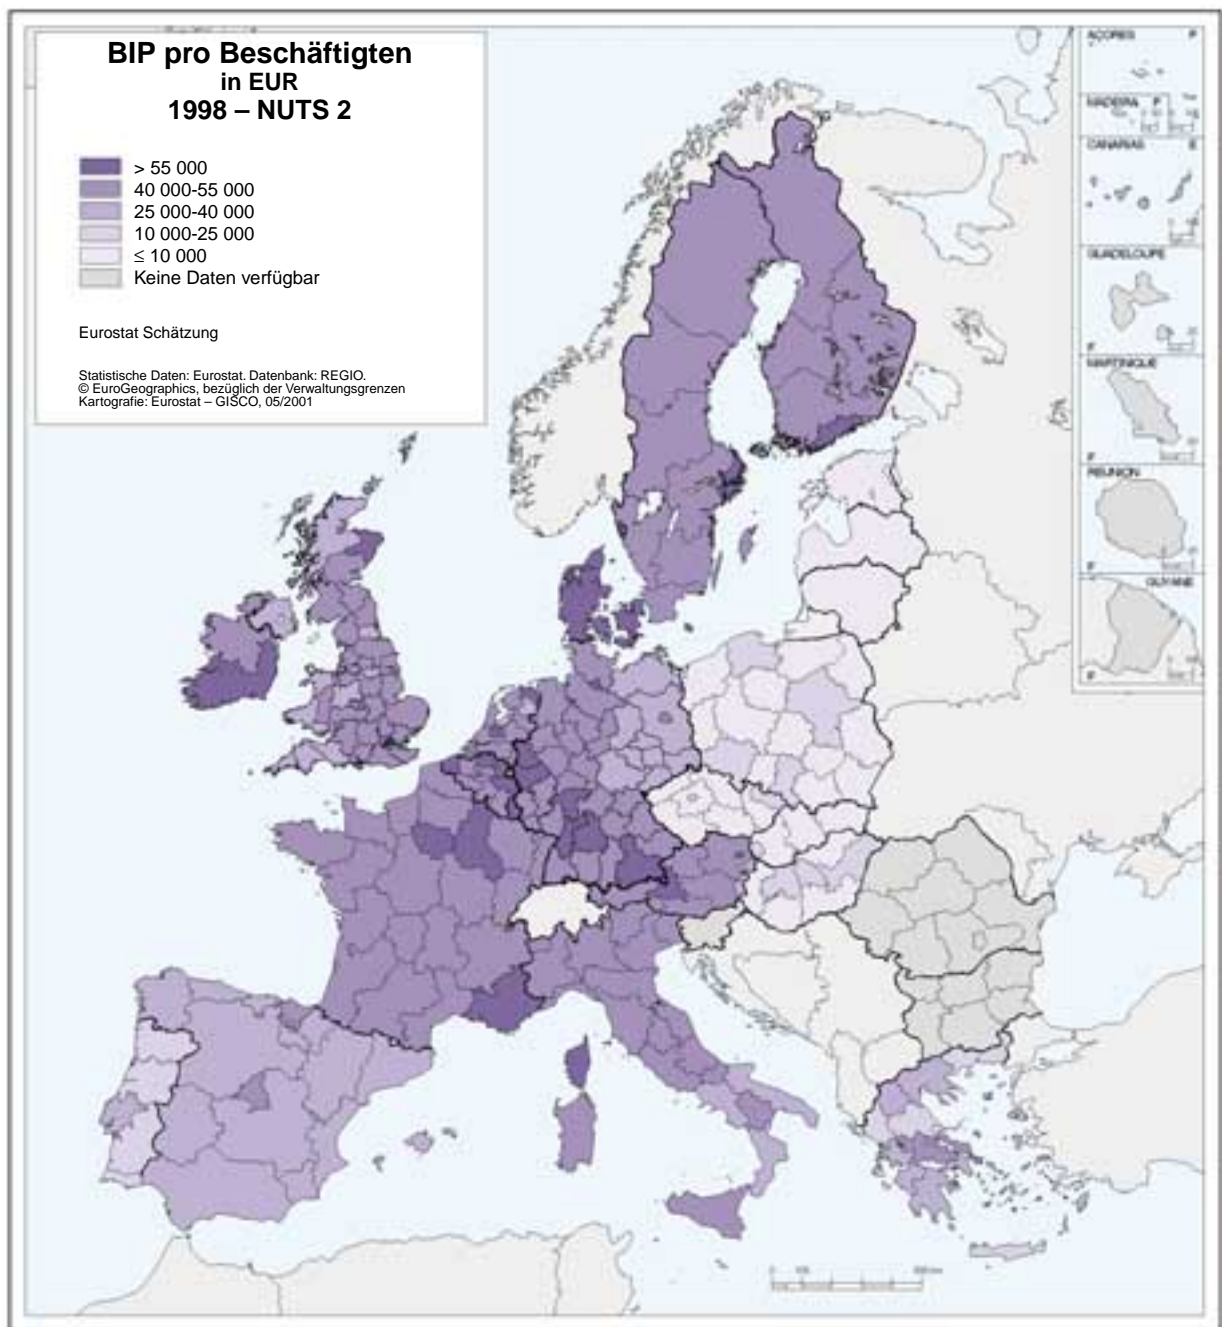 BIP pro Beschäftigten
in EUR
1998 – NUTS 2
> 55 000
40 000-55 000
25 000-40 000
10 000-25 000
≤ 10 000
Keine Daten verfügbar
Eurostat Schätzung
Statistische Daten: Eurostat. Datenbank: REGIO.
© EuroGeographics, bezüglich der Verwaltungsgrenzen
Kartografie: Eurostat – GISCO, 05/2001
AÇORES P
MADEIRA P
CANARIAS E
GUADELOUPE
F
MARTINIQUE
F
REUNION
F
GUYANE
F